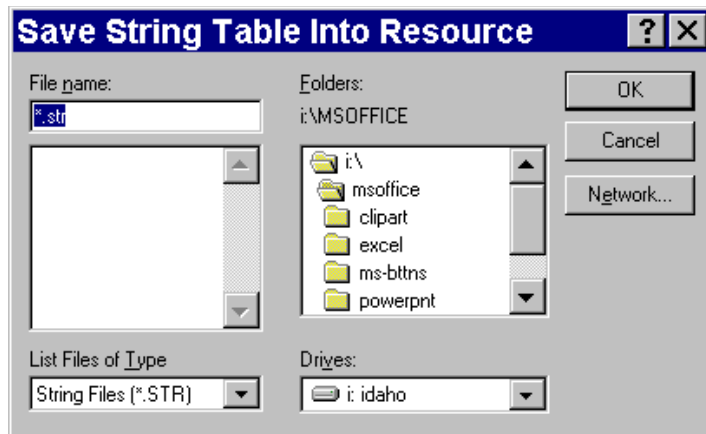 Save String Table Into Resource
File name:
*.str
Folders:
i:\MSOFFICE
i:\
msoffice
clipart
excel
ms-bttns
powerpnt
OK
Cancel
Network...
List Files of Type
String Files (*.STR)
Drives:
i: idaho